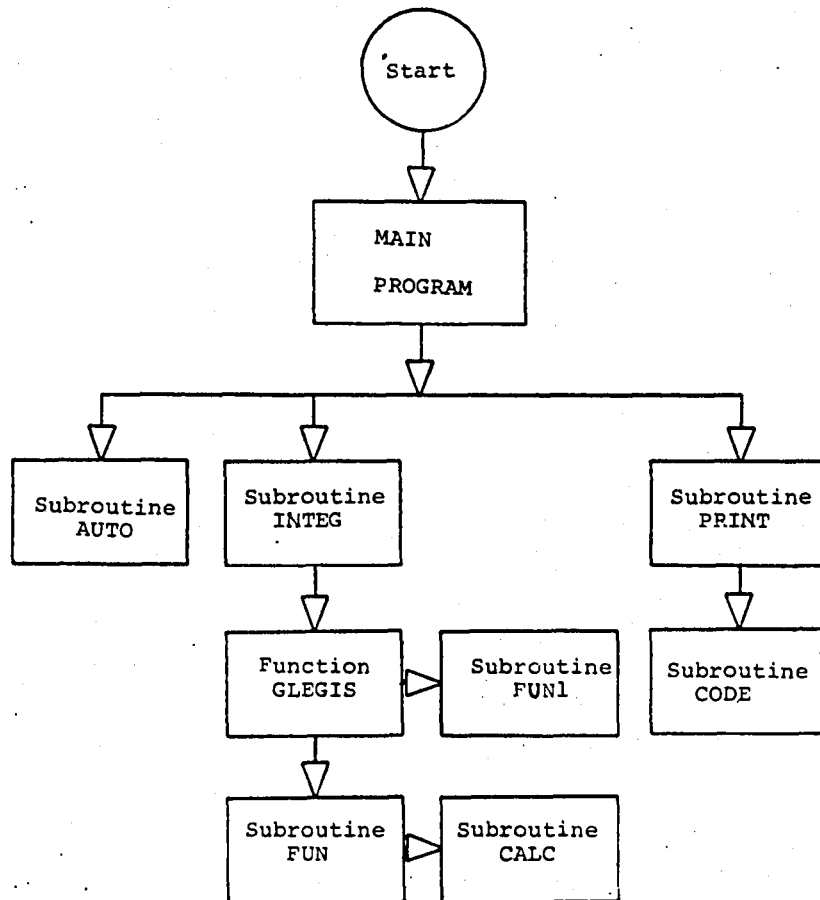 Start
MAIN
PROGRAM
Subroutine
AUTO
Subroutine
INTEG
Subroutine
PRINT
Function
GLEGIS
Subroutine
FUN1
Subroutine
CODE
Subroutine
FUN
Subroutine
CALC